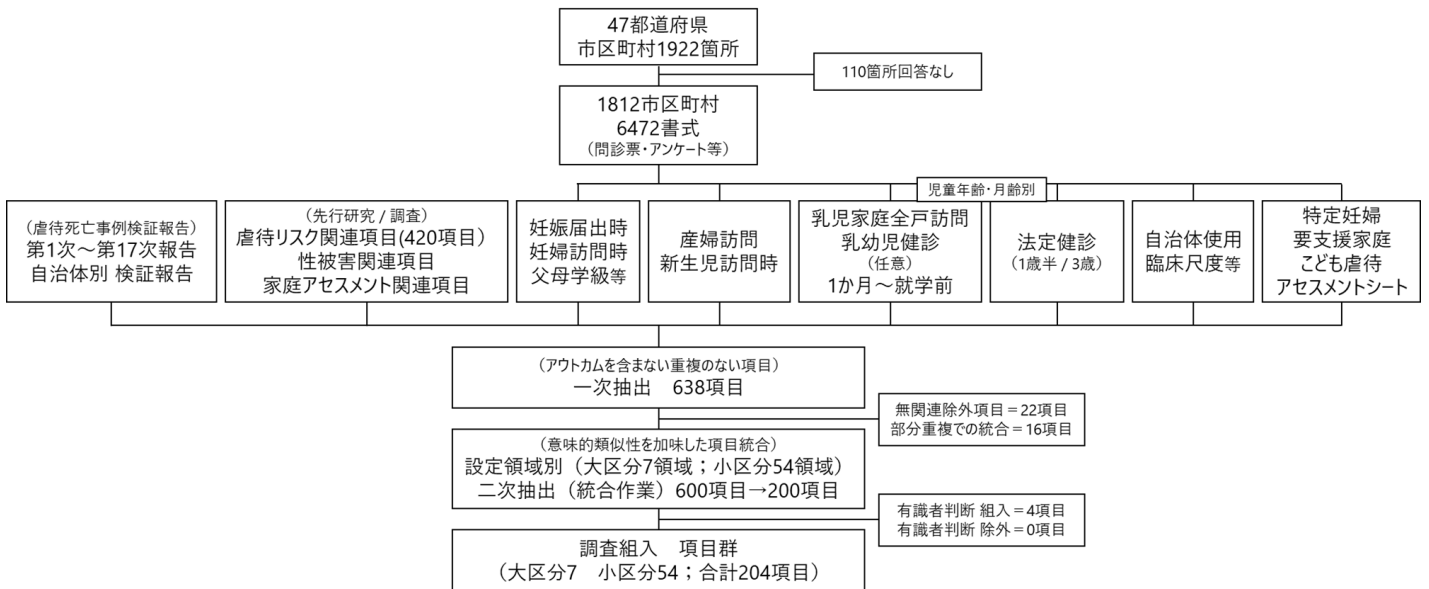 47都道府県
市区町村1922箇所
110箇所回答なし
1812市区町村
6472書式
（問診票・アンケート等）
児童年齢・月齢別
（虐待死亡事例検証報告）
第1次～第17次報告
自治体別 検証報告
（先行研究 / 調査）
虐待リスク関連項目(420項目）
性被害関連項目
家庭アセスメント関連項目
妊娠届出時
妊婦訪問時
父母学級等
産婦訪問
新生児訪問時
乳児家庭全戸訪問
乳幼児健診
（任意）
1か月～就学前
法定健診
（1歳半 / 3歳）
自治体使用
臨床尺度等
特定妊婦
要支援家庭
こども虐待
アセスメントシート
（アウトカムを含まない重複のない項目）
一次抽出　638項目
無関連除外項目＝22項目
部分重複での統合＝16項目
（意味的類似性を加味した項目統合）
設定領域別（大区分7領域；小区分54領域）
二次抽出（統合作業）600項目→200項目
有識者判断 組入＝4項目
有識者判断 除外＝0項目
調査組入　項目群
（大区分7　小区分54；合計204項目）